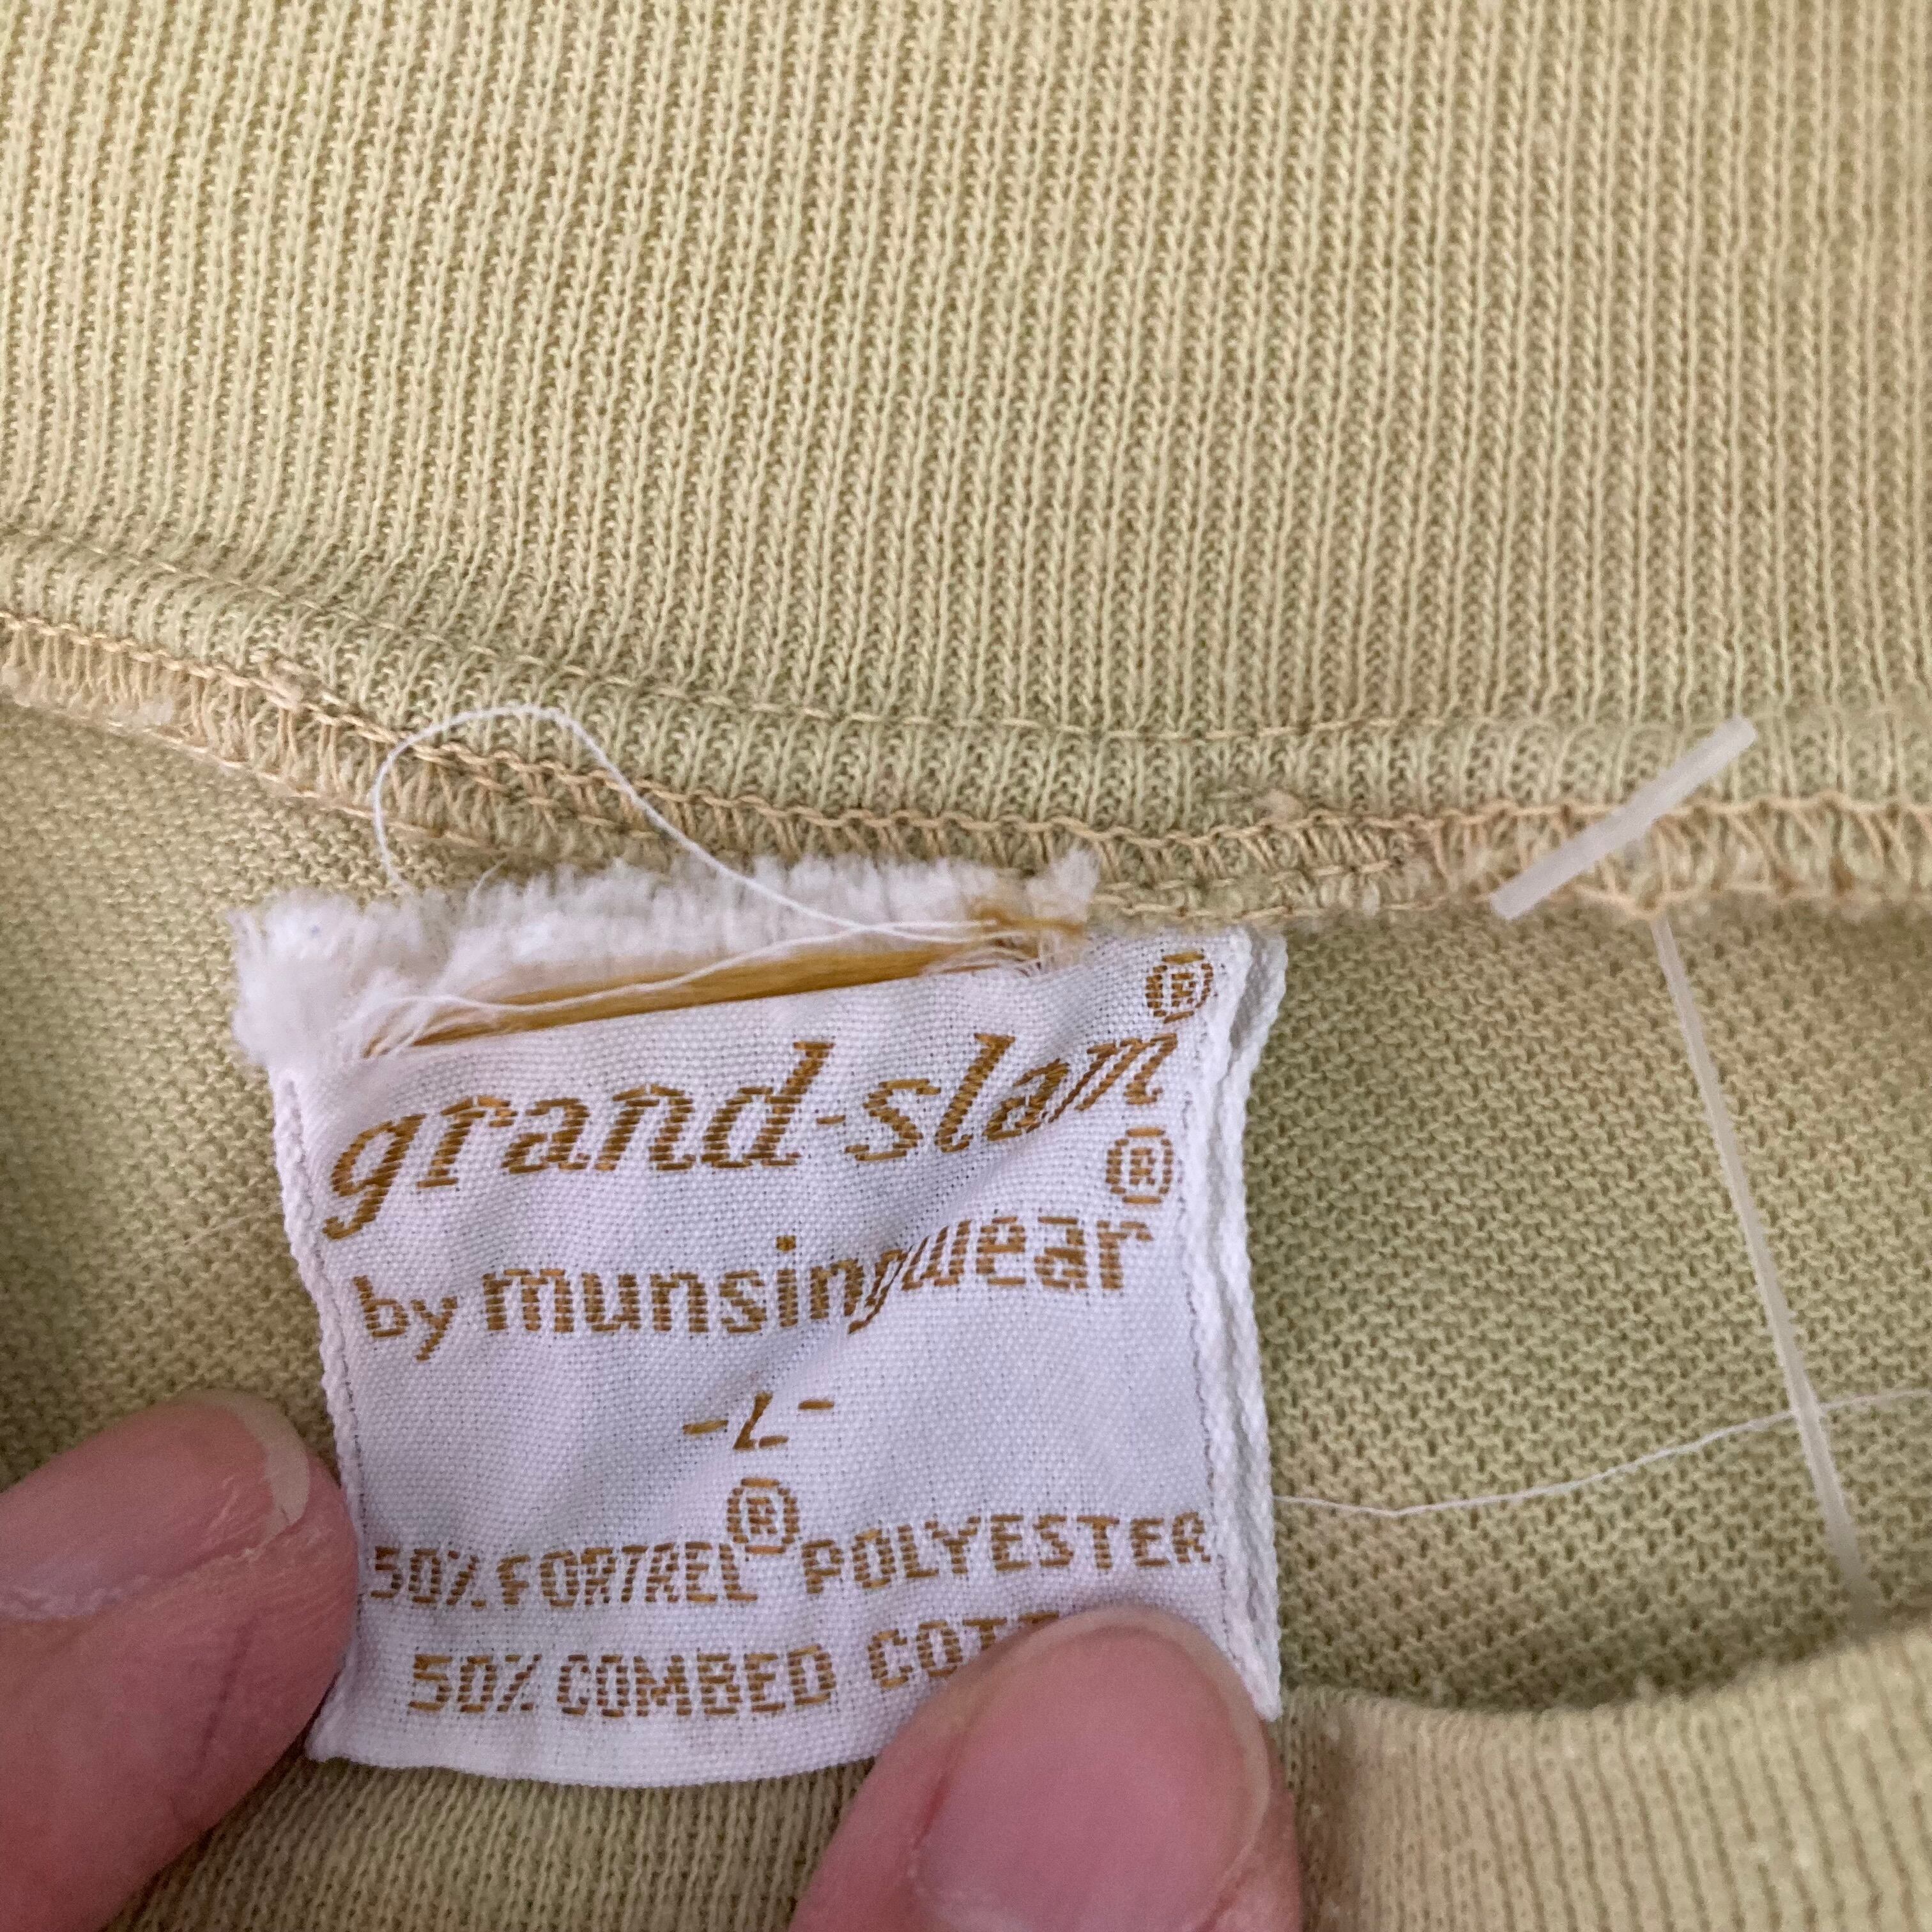 grand-slam®
by munsingwear®
-L-
50% FORTREL® POLYESTER
50% COMBED